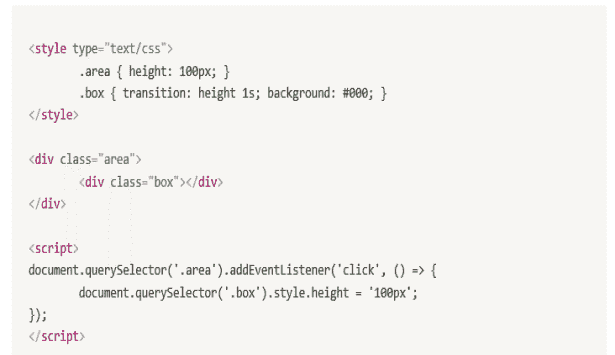 <style type="text/css">
.area { height: 100px; }
.box { transition: height 1s; background: #000; }
</style>
<div class="area">
<div class="box"></div>
</div>
<script>
document.querySelector('.area').addEventListener('click', () => {
document.querySelector('.box').style.height = '100px';
});
</script>